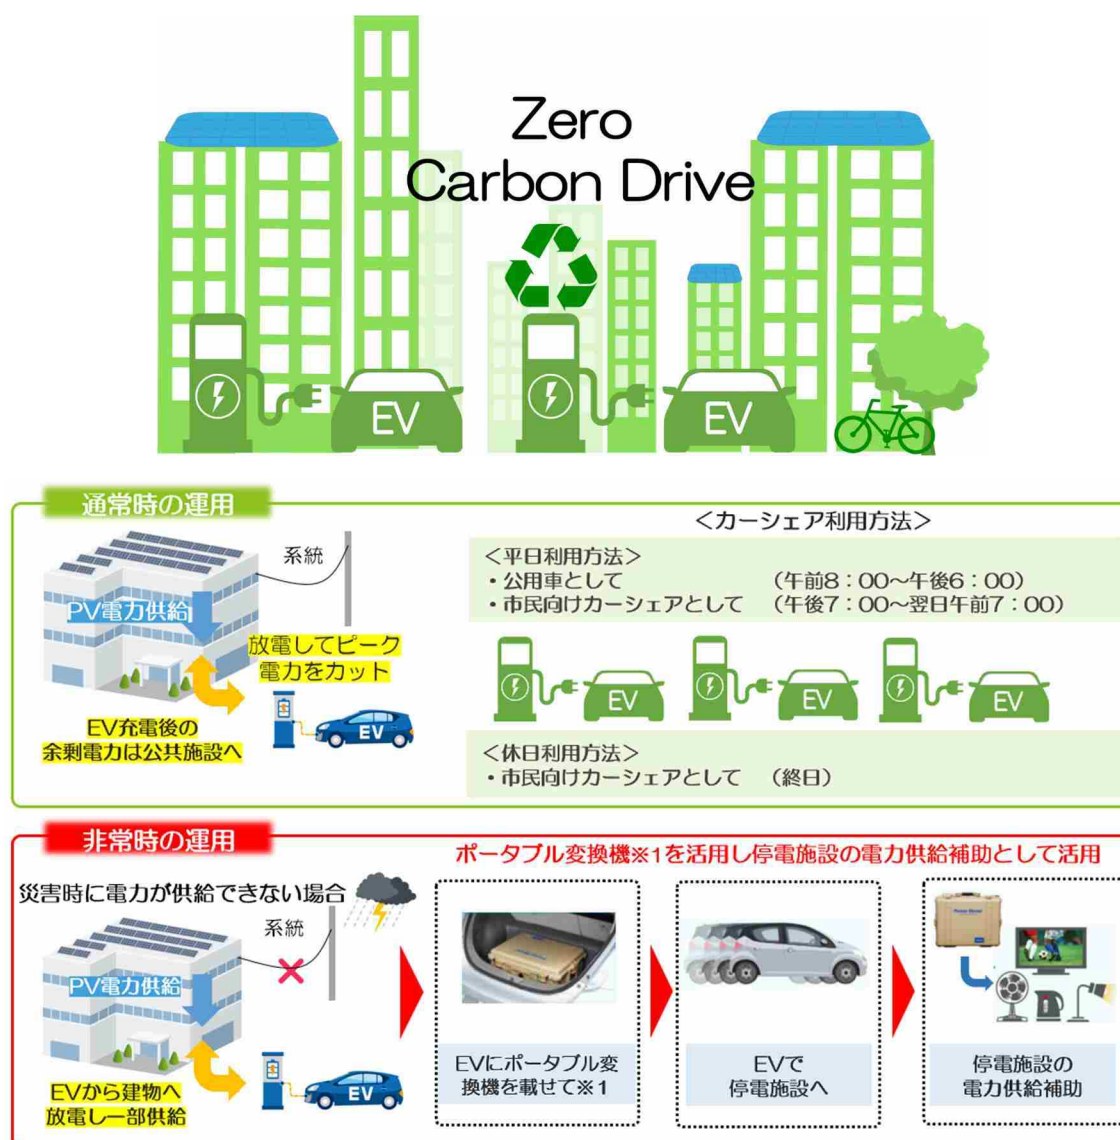 Zero
Carbon Drive
EV
EV
通常時の運用
系統
PV電力供給
放電してピーク
電力をカット
EV充電後の
余剰電力は公共施設へ
EV
＜カーシェア利用方法＞
＜平日利用方法＞
・公用車として （午前8：00～午後6：00）
・市民向けカーシェアとして （午後7：00～翌日午前7：00）
EV
EV
EV
＜休日利用方法＞
・市民向けカーシェアとして （終日）
非常時の運用
災害時に電力が供給できない場合
系統
PV電力供給
EVから建物へ
放電し一部供給
EV
ポータブル変換機※1を活用し停電施設の電力供給補助として活用
EVにポータブル変
換機を載せて※1
EVで
停電施設へ
停電施設の
電力供給補助